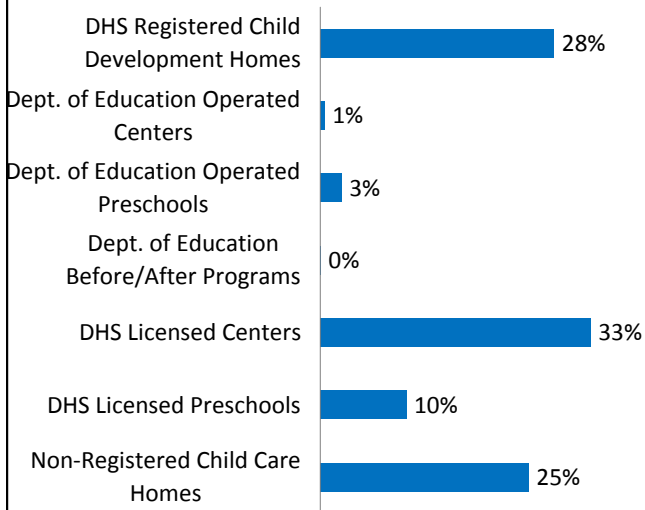 DHS Registered Child
Development Homes
28%
Dept. of Education Operated
Centers
1%
Dept. of Education Operated
Preschools
3%
Dept. of Education
Before/After Programs
0%
DHS Licensed Centers
33%
DHS Licensed Preschools
10%
Non-Registered Child Care
Homes
25%